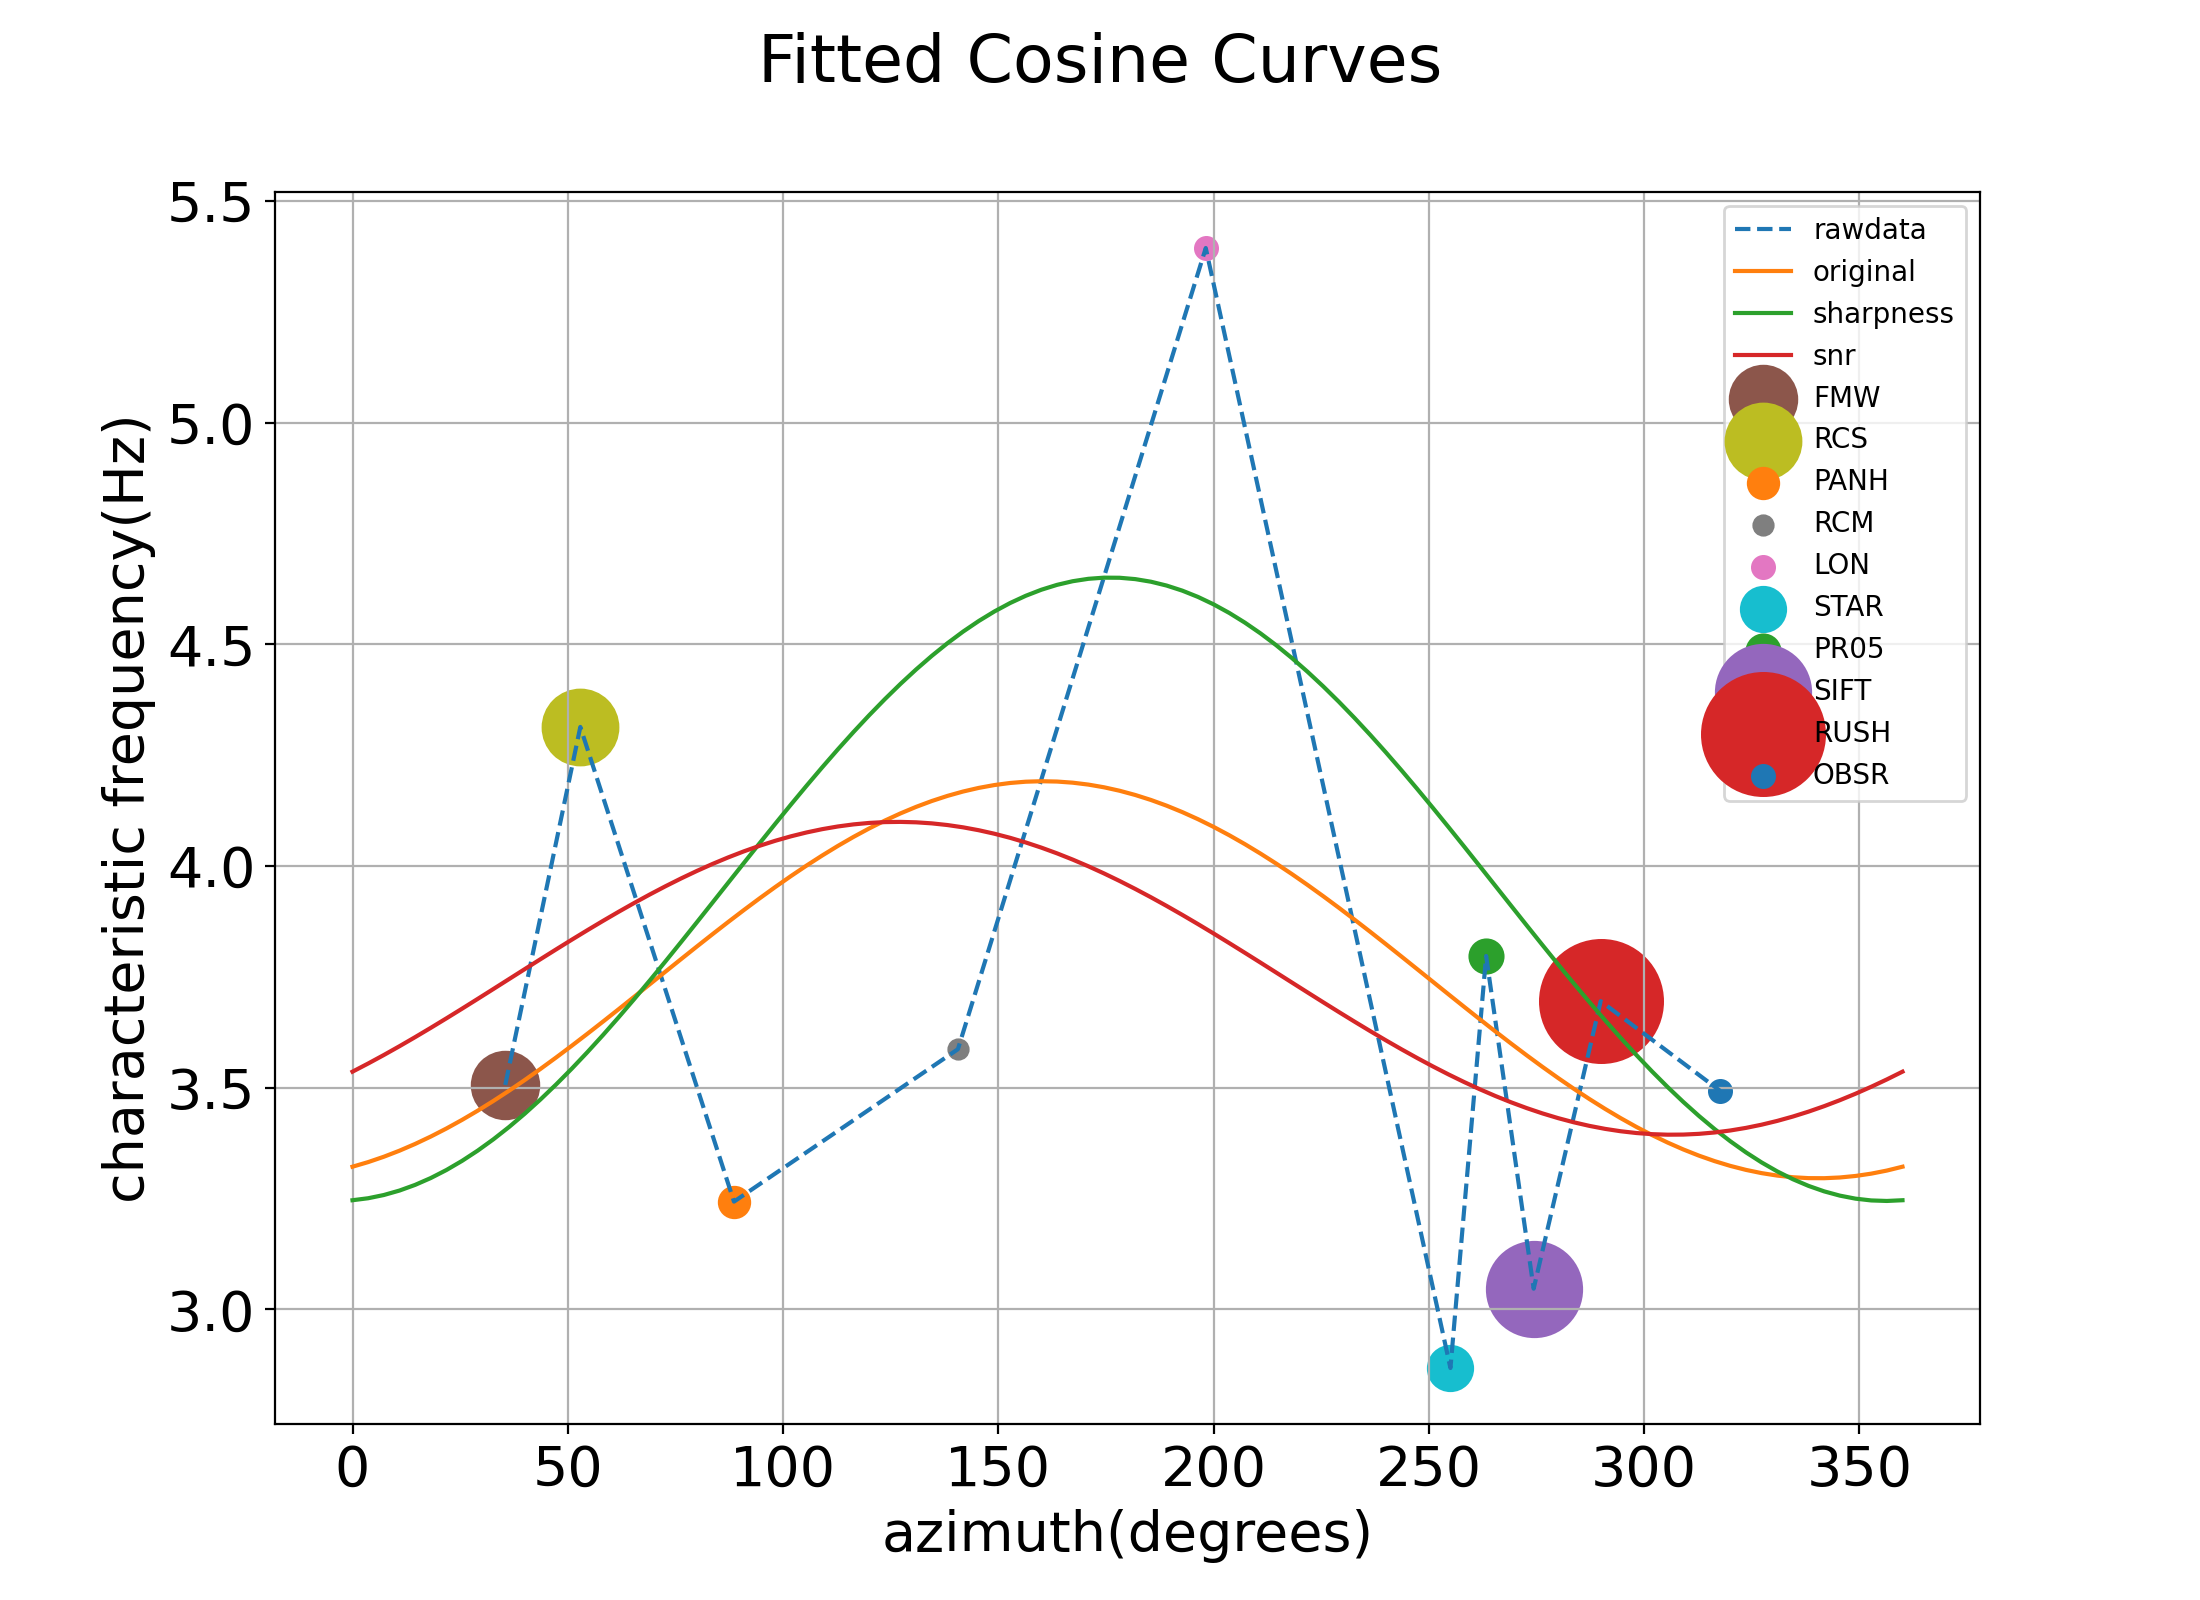 Fitted Cosine Curves
characteristic frequency(Hz)
5.5
5.0
4.5
4.0
3.5
3.0
rawdata
original
sharpness
snr
FMW
RCS
PANH
RCM
LON
STAR
PR05
SIFT
RUSH
OBSR
0 50 100 150 200 250 300 350
azimuth(degrees)